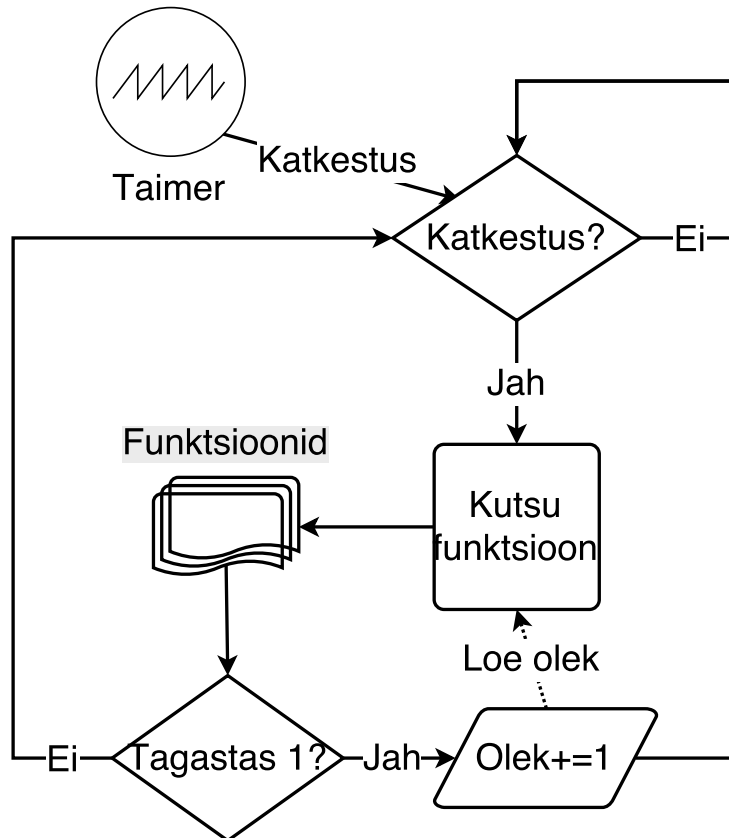 Katkestus
Taimer
Katkestus?
Ei
Jah
Funktsioonid
Kutsu
funktsioon
Loe olek
Ei
Tagastas 1?
Jah
Olek+=1